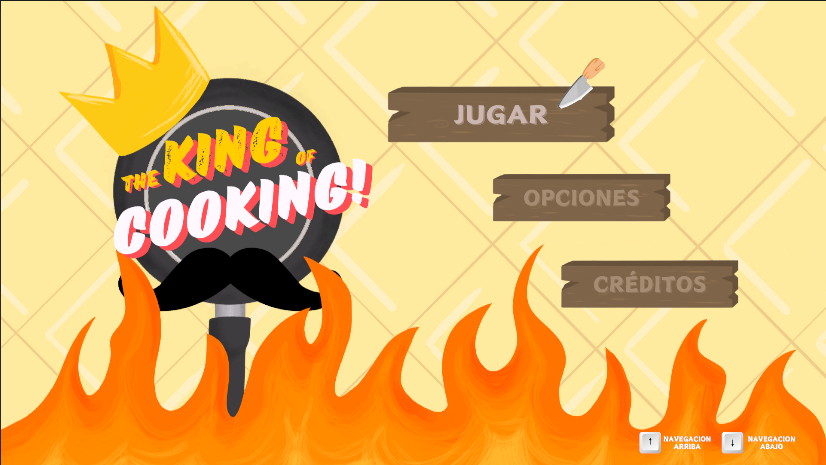 THE KING OF
COOKING!
JUGAR
OPCIONES
CRÉDITOS
↑ NAVEGACION
ARRIBA
↓ NAVEGACION
ABAJO